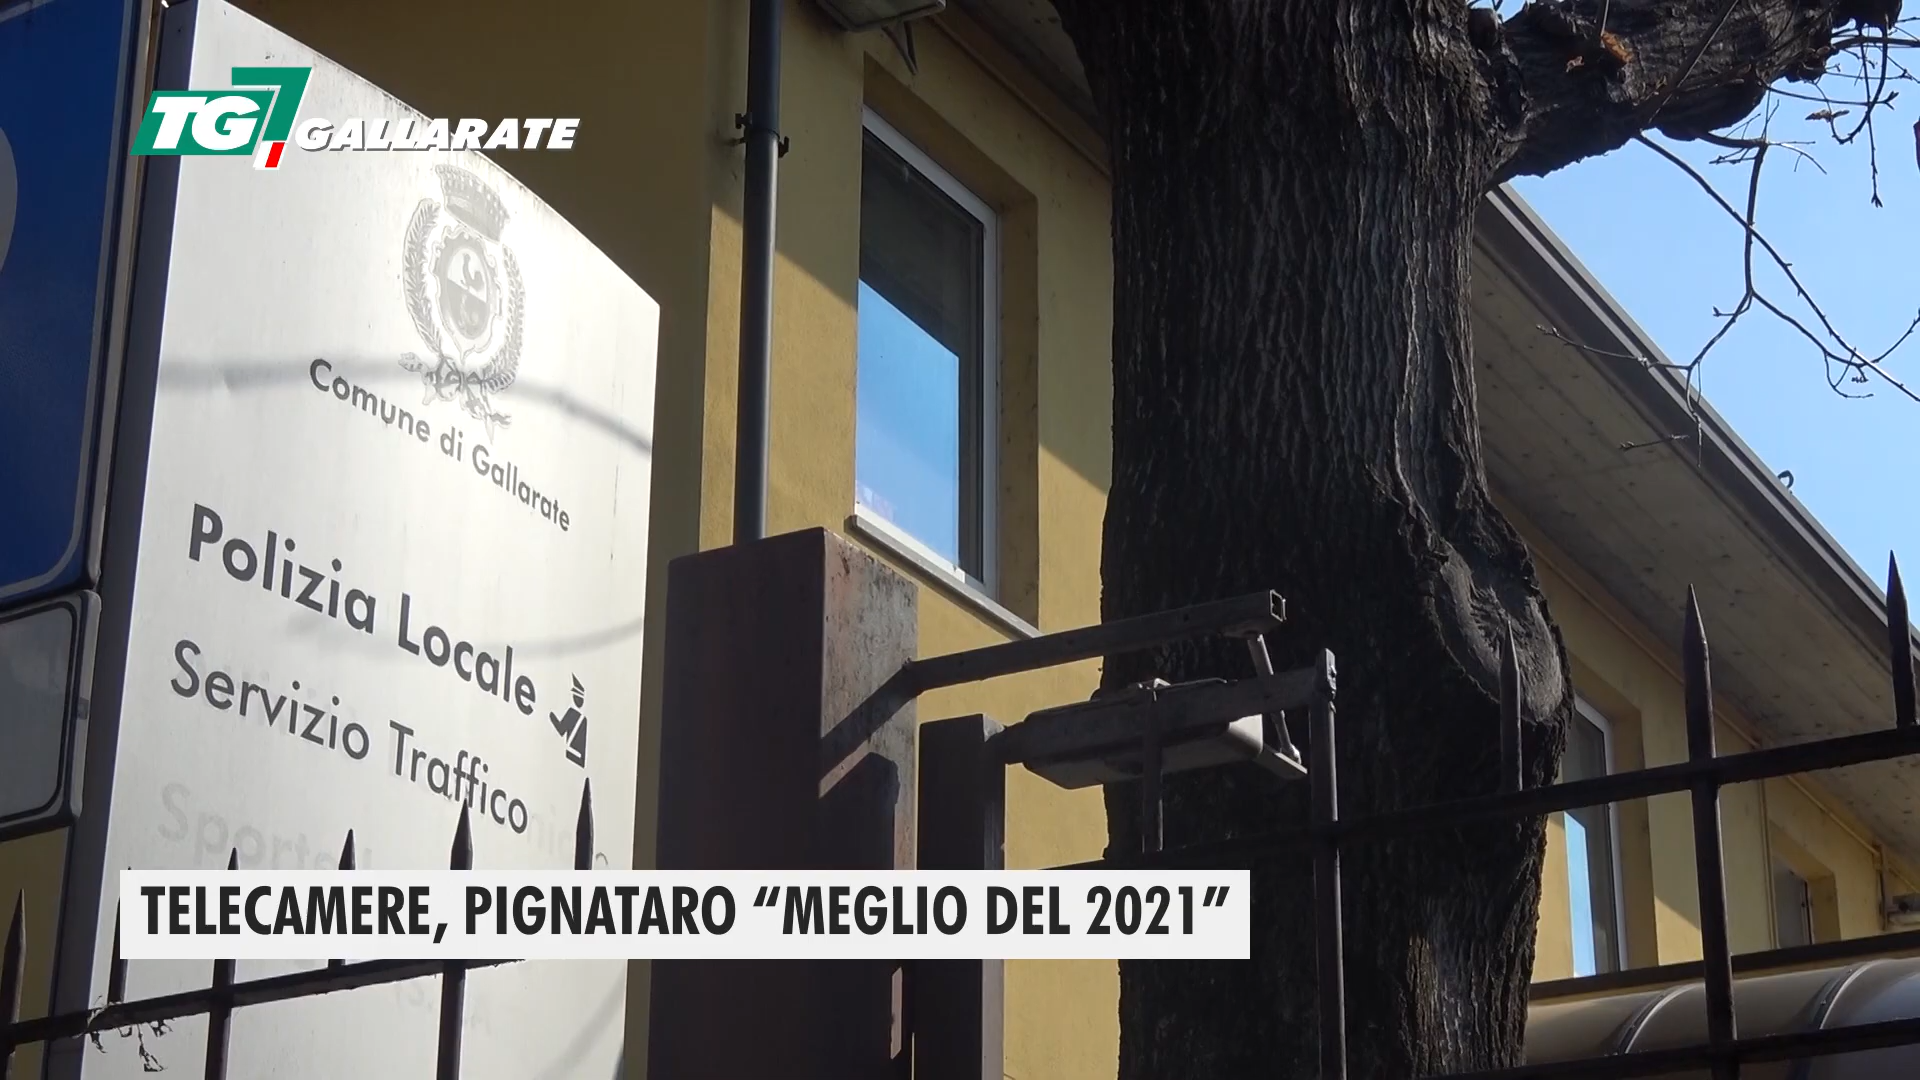 TG7 GALLARATE
Comune di Gallarate
Polizia Locale
Servizio Traffico
TELECAMERE, PIGNATARO “MEGLIO DEL 2021”